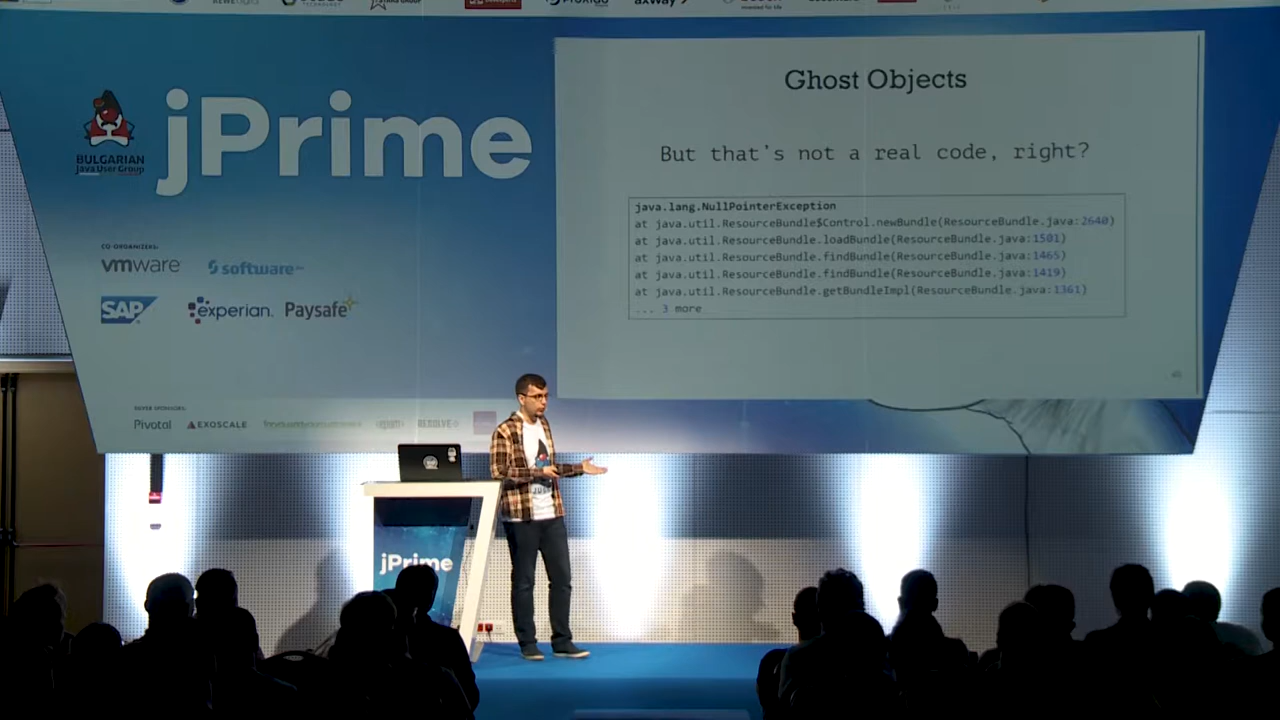 axway
BULGARIAN
Java User Group
jPrime
CO-ORGANIZERS:
vmware
software
SAP
experian.
Paysafe
SILVER SPONSORS:
Pivotal
EXOSCALE
Ghost Objects
But that's not a real code, right?
java.lang.NullPointerException
at java.util.ResourceBundle$Control.newBundle(ResourceBundle.java:2640)
at java.util.ResourceBundle.loadBundle(ResourceBundle.java:1501)
at java.util.ResourceBundle.findBundle(ResourceBundle.java:1465)
at java.util.ResourceBundle.findBundle(ResourceBundle.java:1419)
at java.util.ResourceBundle.getBundleImpl(ResourceBundle.java:1361)
... 3 more
jPrime